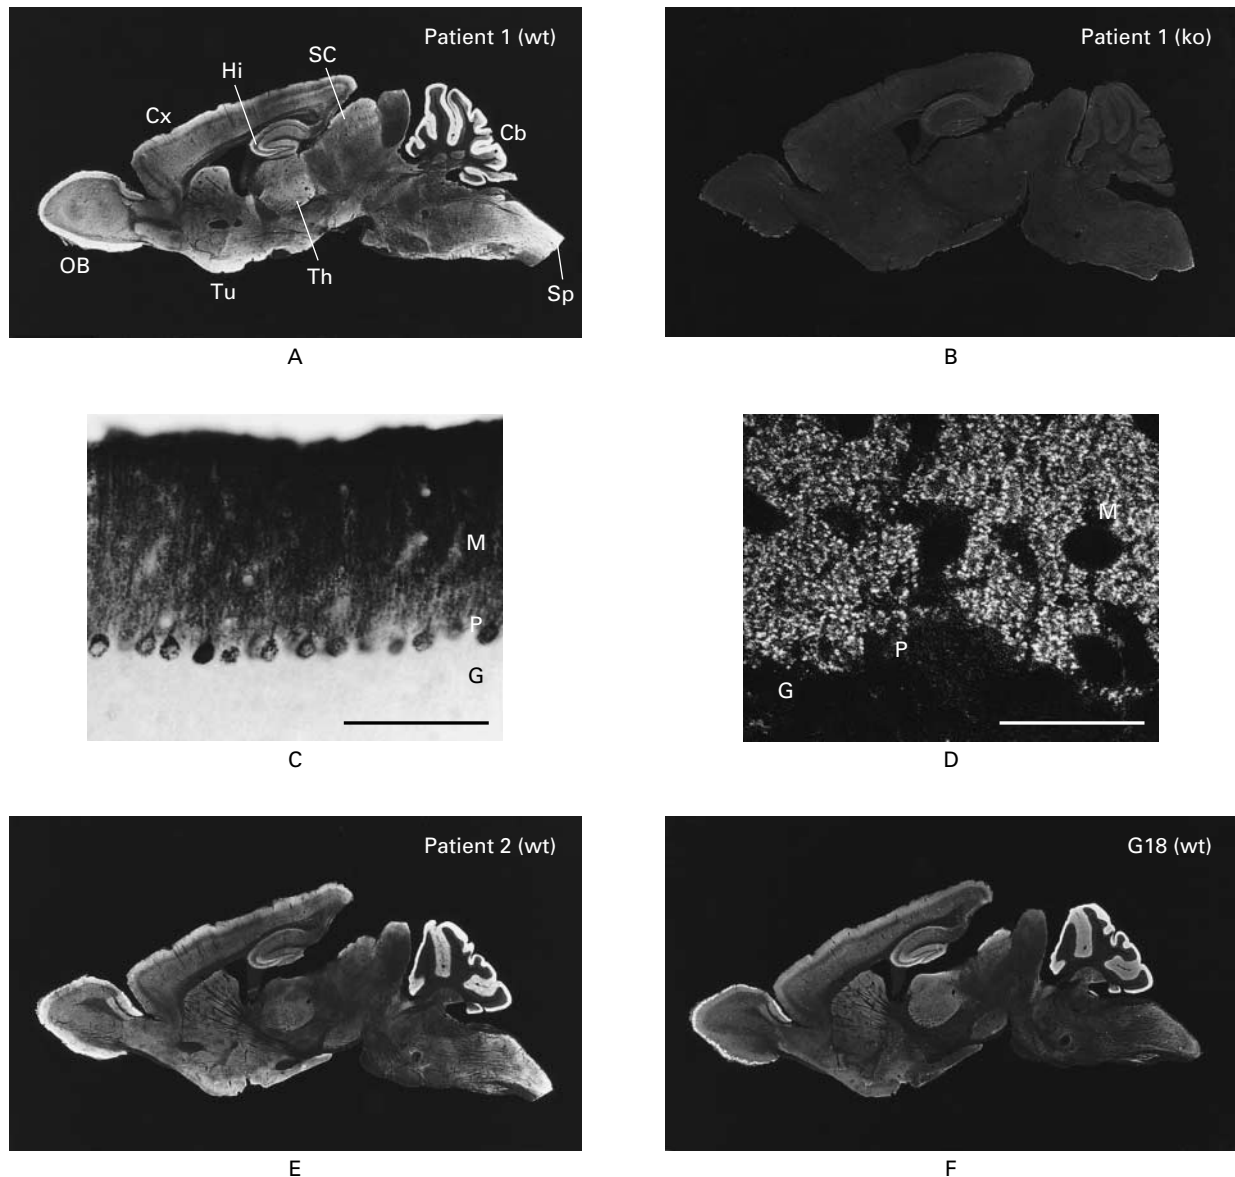 Patient 1 (wt)
Hi
SC
Cx
Cb
OB
Tu
Th
Sp
A
Patient 1 (ko)
B
M
P
G
C
M
P
G
D
Patient 2 (wt)
E
G18 (wt)
F